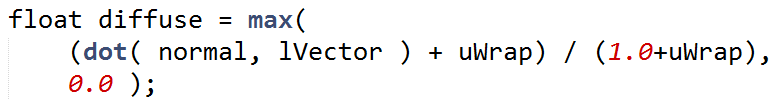 float diffuse = max(
(dot( normal, lVector ) + uWrap) / (1.0+uWrap),
0.0 );